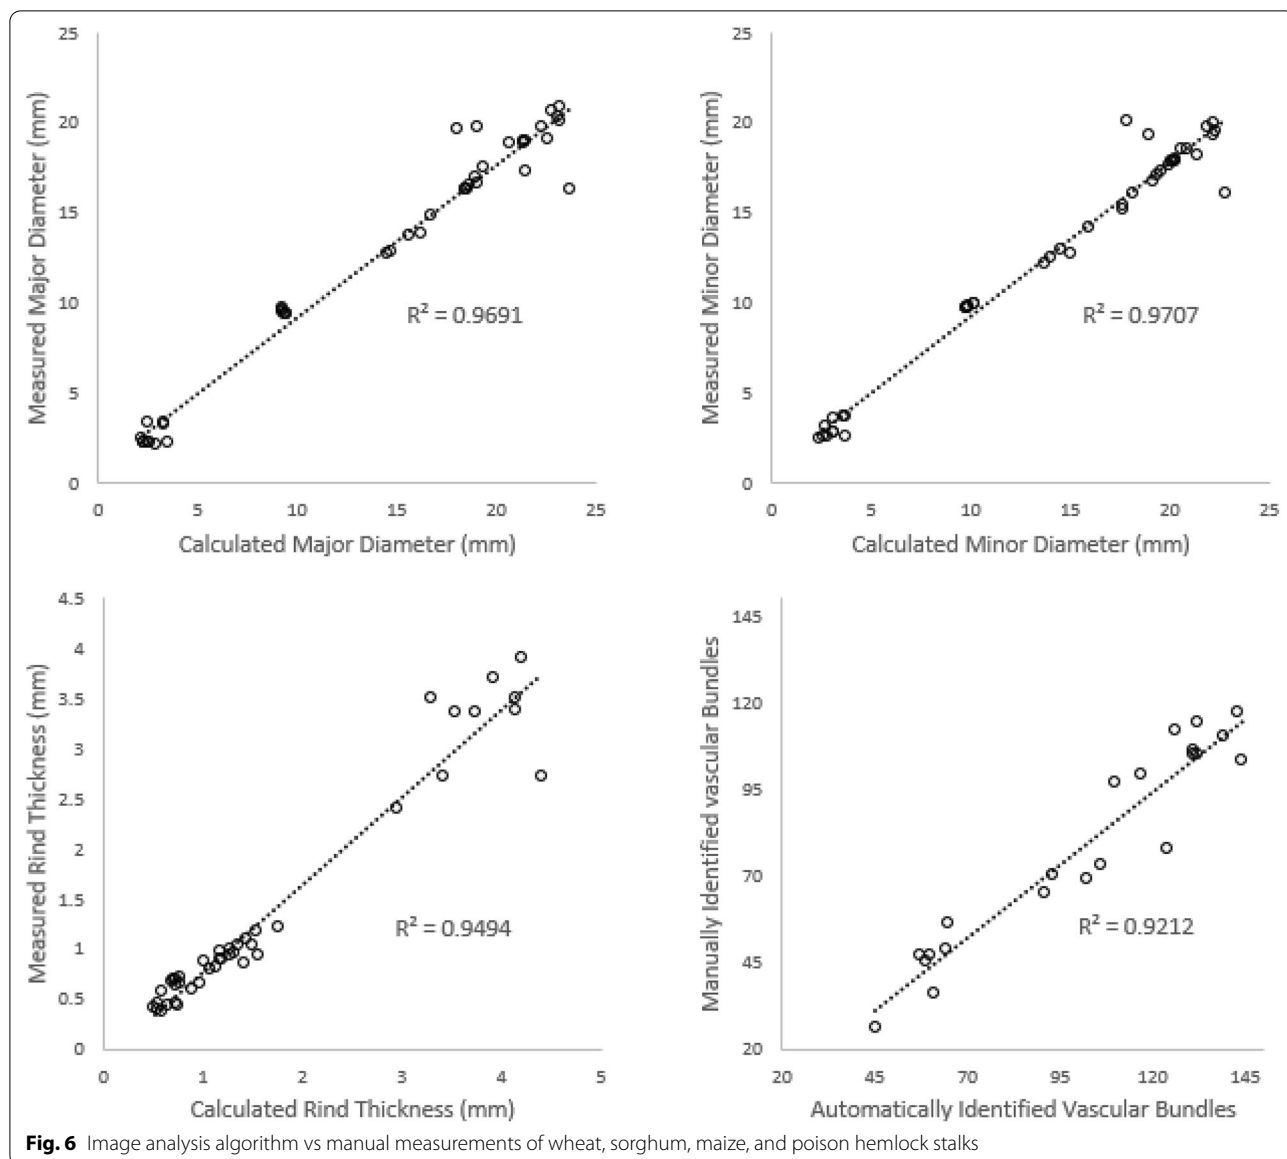 25
20
15
10
5
0
0 5 10 15 20 25
Measured Major Diameter (mm)
R² = 0.9691
Calculated Major Diameter (mm)
25
20
15
10
5
0
0 5 10 15 20 25
Measured Minor Diameter (mm)
R² = 0.9707
Calculated Minor Diameter (mm)
4.5
4
3.5
3
2.5
2
1.5
1
0.5
0
0 1 2 3 4 5
Measured Rind Thickness (mm)
R² = 0.9494
Calculated Rind Thickness (mm)
145
120
95
70
45
20
20 45 70 95 120 145
Manually Identified vascular Bundles
R² = 0.9212
Automatically Identified Vascular Bundles
Fig. 6 Image analysis algorithm vs manual measurements of wheat, sorghum, maize, and poison hemlock stalks